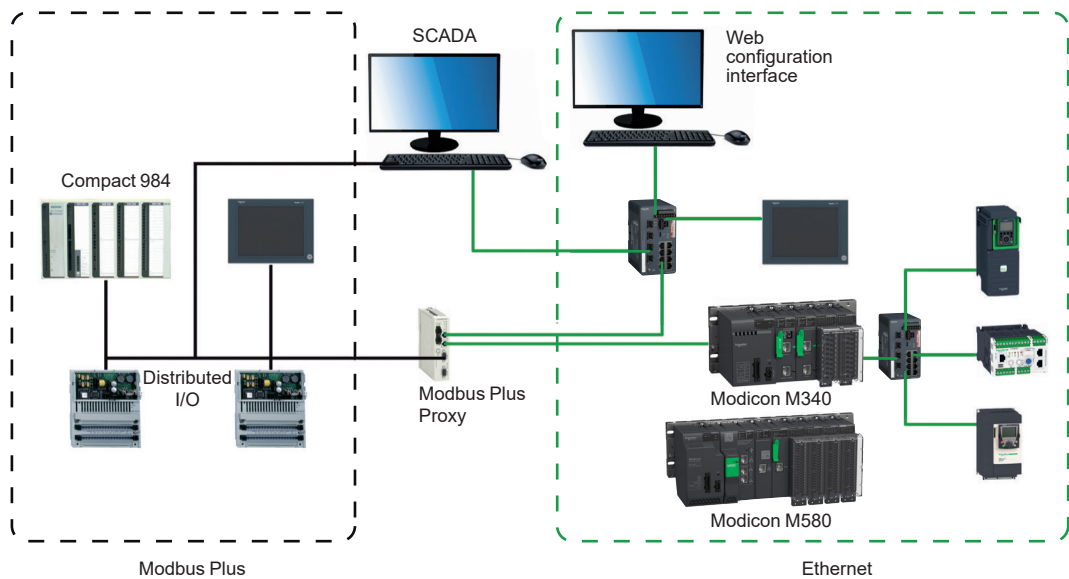 SCADA
Web
configuration
interface
Compact 984
Distributed
I/O
Modbus Plus
Proxy
Modicon M340
Modicon M580
Modbus Plus
Ethernet